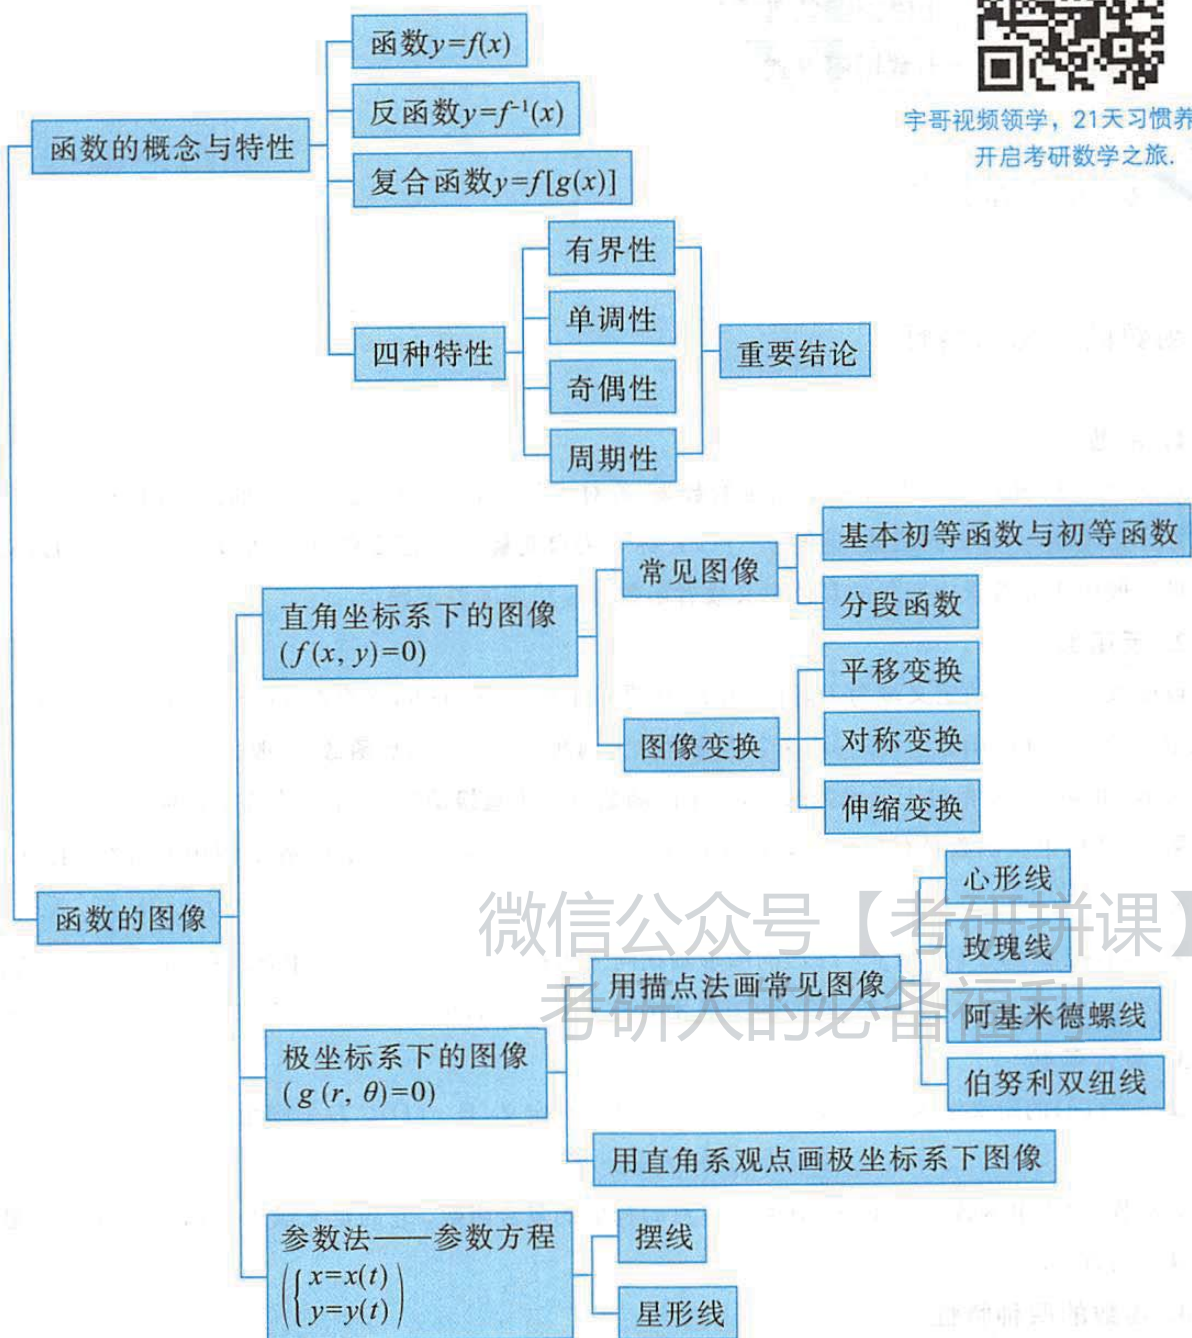 函数y=f(x)
反函数y=f⁻¹(x)
宇哥视频领学，21天习惯养
开启考研数学之旅.
函数的概念与特性
复合函数y=f[g(x)]
有界性
单调性
四种特性
重要结论
奇偶性
周期性
基本初等函数与初等函数
常见图像
分段函数
直角坐标系下的图像
(f(x, y)=0)
平移变换
图像变换
对称变换
伸缩变换
心形线
函数的图像
微信公众号【考研拼课】
玫瑰线
用描点法画常见图像
考研人的必备福利
阿基米德螺线
极坐标系下的图像
(g(r, θ)=0)
伯努利双纽线
用直角系观点画极坐标系下图像
参数法——参数方程
({x=x(t)
y=y(t))
摆线
星形线